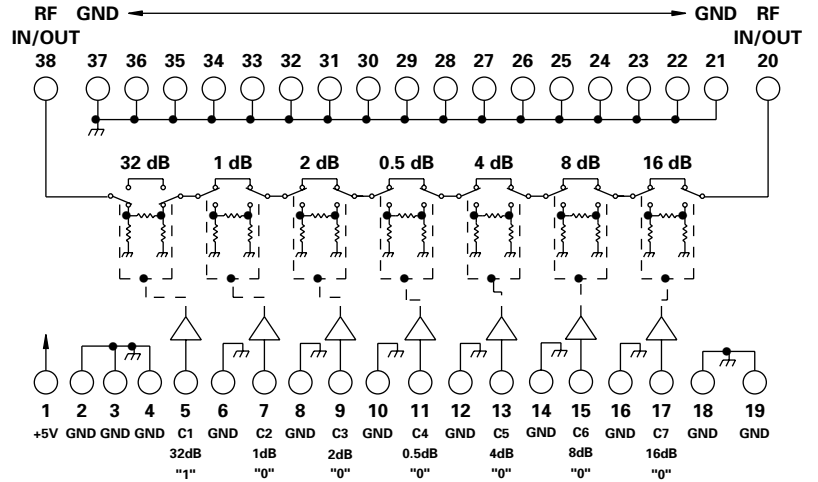 RF GND GND RF
IN/OUT IN/OUT
38 37 36 35 34 33 32 31 30 29 28 27 26 25 24 23 22 21 20
32 dB 1 dB 2 dB 0.5 dB 4 dB 8 dB 16 dB
1 2 3 4 5 6 7 8 9 10 11 12 13 14 15 16 17 18 19
+5V GND GND GND C1 GND C2 GND C3 GND C4 GND C5 GND C6 GND C7 GND GND
32dB 1dB 2dB 0.5dB 4dB 8dB 16dB
"1" "0" "0" "0" "0" "0" "0"